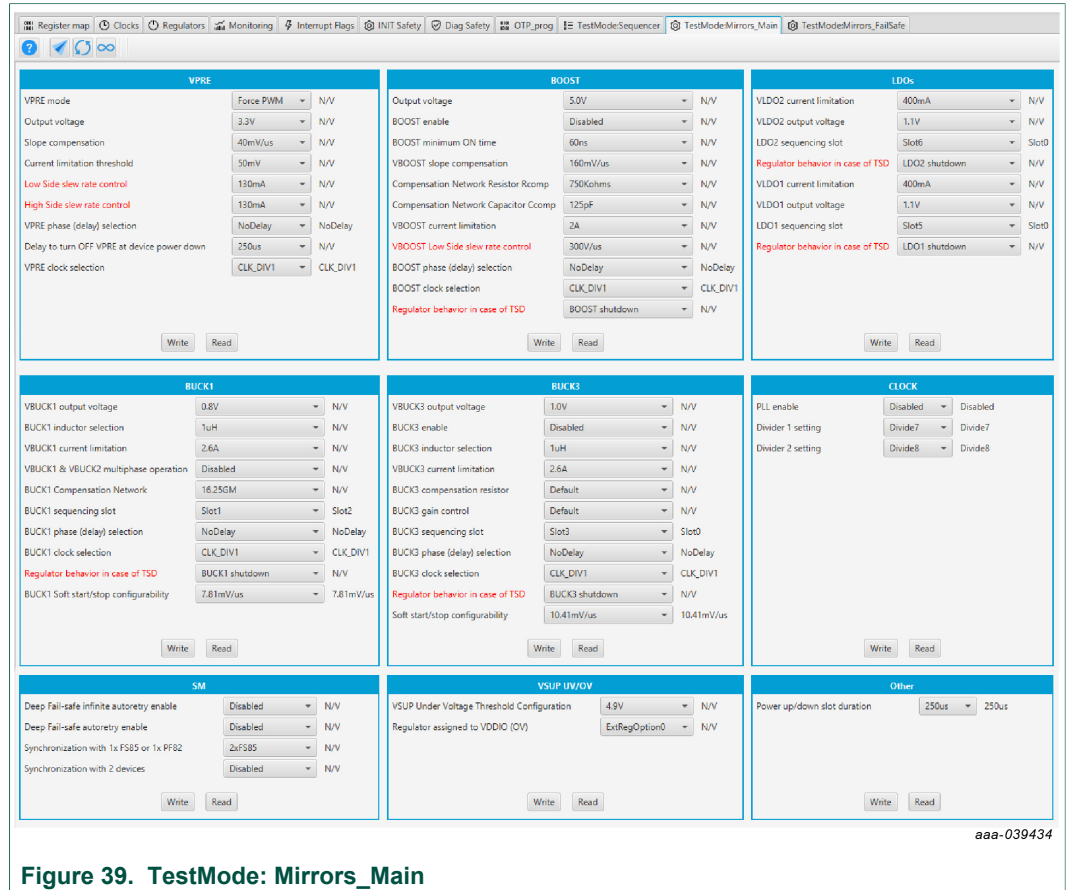 Register map Clocks Regulators Monitoring Interrupt Flags INIT Safety Diag Safety OTP_prog TestMode:Sequencer TestMode:Mirrors_Main TestMode:Mirrors_FailSafe
VPRE
VPRE mode Force PWM N/V
Output voltage 3.3V N/V
Slope compensation 40mV/us N/V
Current limitation threshold 50mV N/V
Low Side slew rate control 130mA N/V
High Side slew rate control 130mA N/V
VPRE phase (delay) selection NoDelay NoDelay
Delay to turn OFF VPRE at device power down 250us N/V
VPRE clock selection CLK_DIV1 CLK_DIV1
Write Read
BOOST
Output voltage 5.0V N/V
BOOST enable Disabled N/V
BOOST minimum ON time 60ns N/V
VBOOST slope compensation 160mV/us N/V
Compensation Network Resistor Rcomp 750Kohms N/V
Compensation Network Capacitor Ccomp 125pF N/V
VBOOST current limitation 2A N/V
VBOOST Low Side slew rate control 300V/us N/V
BOOST phase (delay) selection NoDelay NoDelay
BOOST clock selection CLK_DIV1 CLK_DIV1
Regulator behavior in case of TSD BOOST shutdown N/V
Write Read
LDOs
VLDO2 current limitation 400mA N/V
VLDO2 output voltage 1.1V N/V
LDO2 sequencing slot Slot6 Slot0
Regulator behavior in case of TSD LDO2 shutdown N/V
VLDO1 current limitation 400mA N/V
VLDO1 output voltage 1.1V N/V
LDO1 sequencing slot Slot5 Slot0
Regulator behavior in case of TSD LDO1 shutdown N/V
Write Read
BUCK1
VBUCK1 output voltage 0.8V N/V
BUCK1 inductor selection 1uH N/V
VBUCK1 current limitation 2.6A N/V
VBUCK1 & VBUCK2 multiphase operation Disabled N/V
BUCK1 Compensation Network 16.25GM N/V
BUCK1 sequencing slot Slot1 Slot2
BUCK1 phase (delay) selection NoDelay NoDelay
BUCK1 clock selection CLK_DIV1 CLK_DIV1
Regulator behavior in case of TSD BUCK1 shutdown N/V
BUCK1 Soft start/stop configurability 7.81mV/us 7.81mV/us
Write Read
BUCK3
VBUCK3 output voltage 1.0V N/V
BUCK3 enable Disabled N/V
BUCK3 inductor selection 1uH N/V
VBUCK3 current limitation 2.6A N/V
BUCK3 compensation resistor Default N/V
BUCK3 gain control Default N/V
BUCK3 sequencing slot Slot3 Slot0
BUCK3 phase (delay) selection NoDelay NoDelay
BUCK3 clock selection CLK_DIV1 CLK_DIV1
Regulator behavior in case of TSD BUCK3 shutdown N/V
Soft start/stop configurability 10.41mV/us 10.41mV/us
Write Read
CLOCK
PLL enable Disabled Disabled
Divider 1 setting Divide7 Divide7
Divider 2 setting Divide8 Divide8
Write Read
SM
Deep Fail-safe infinite autoretry enable Disabled N/V
Deep Fail-safe autoretry enable Disabled N/V
Synchronization with 1x FS85 or 1x PF82 2xFS85 N/V
Synchronization with 2 devices Disabled N/V
Write Read
VSUP UV/OV
VSUP Under Voltage Threshold Configuration 4.9V N/V
Regulator assigned to VDDIO (OV) ExtRegOption0 N/V
Write Read
Other
Power up/down slot duration 250us 250us
Write Read
aaa-039434
Figure 39. TestMode: Mirrors_Main